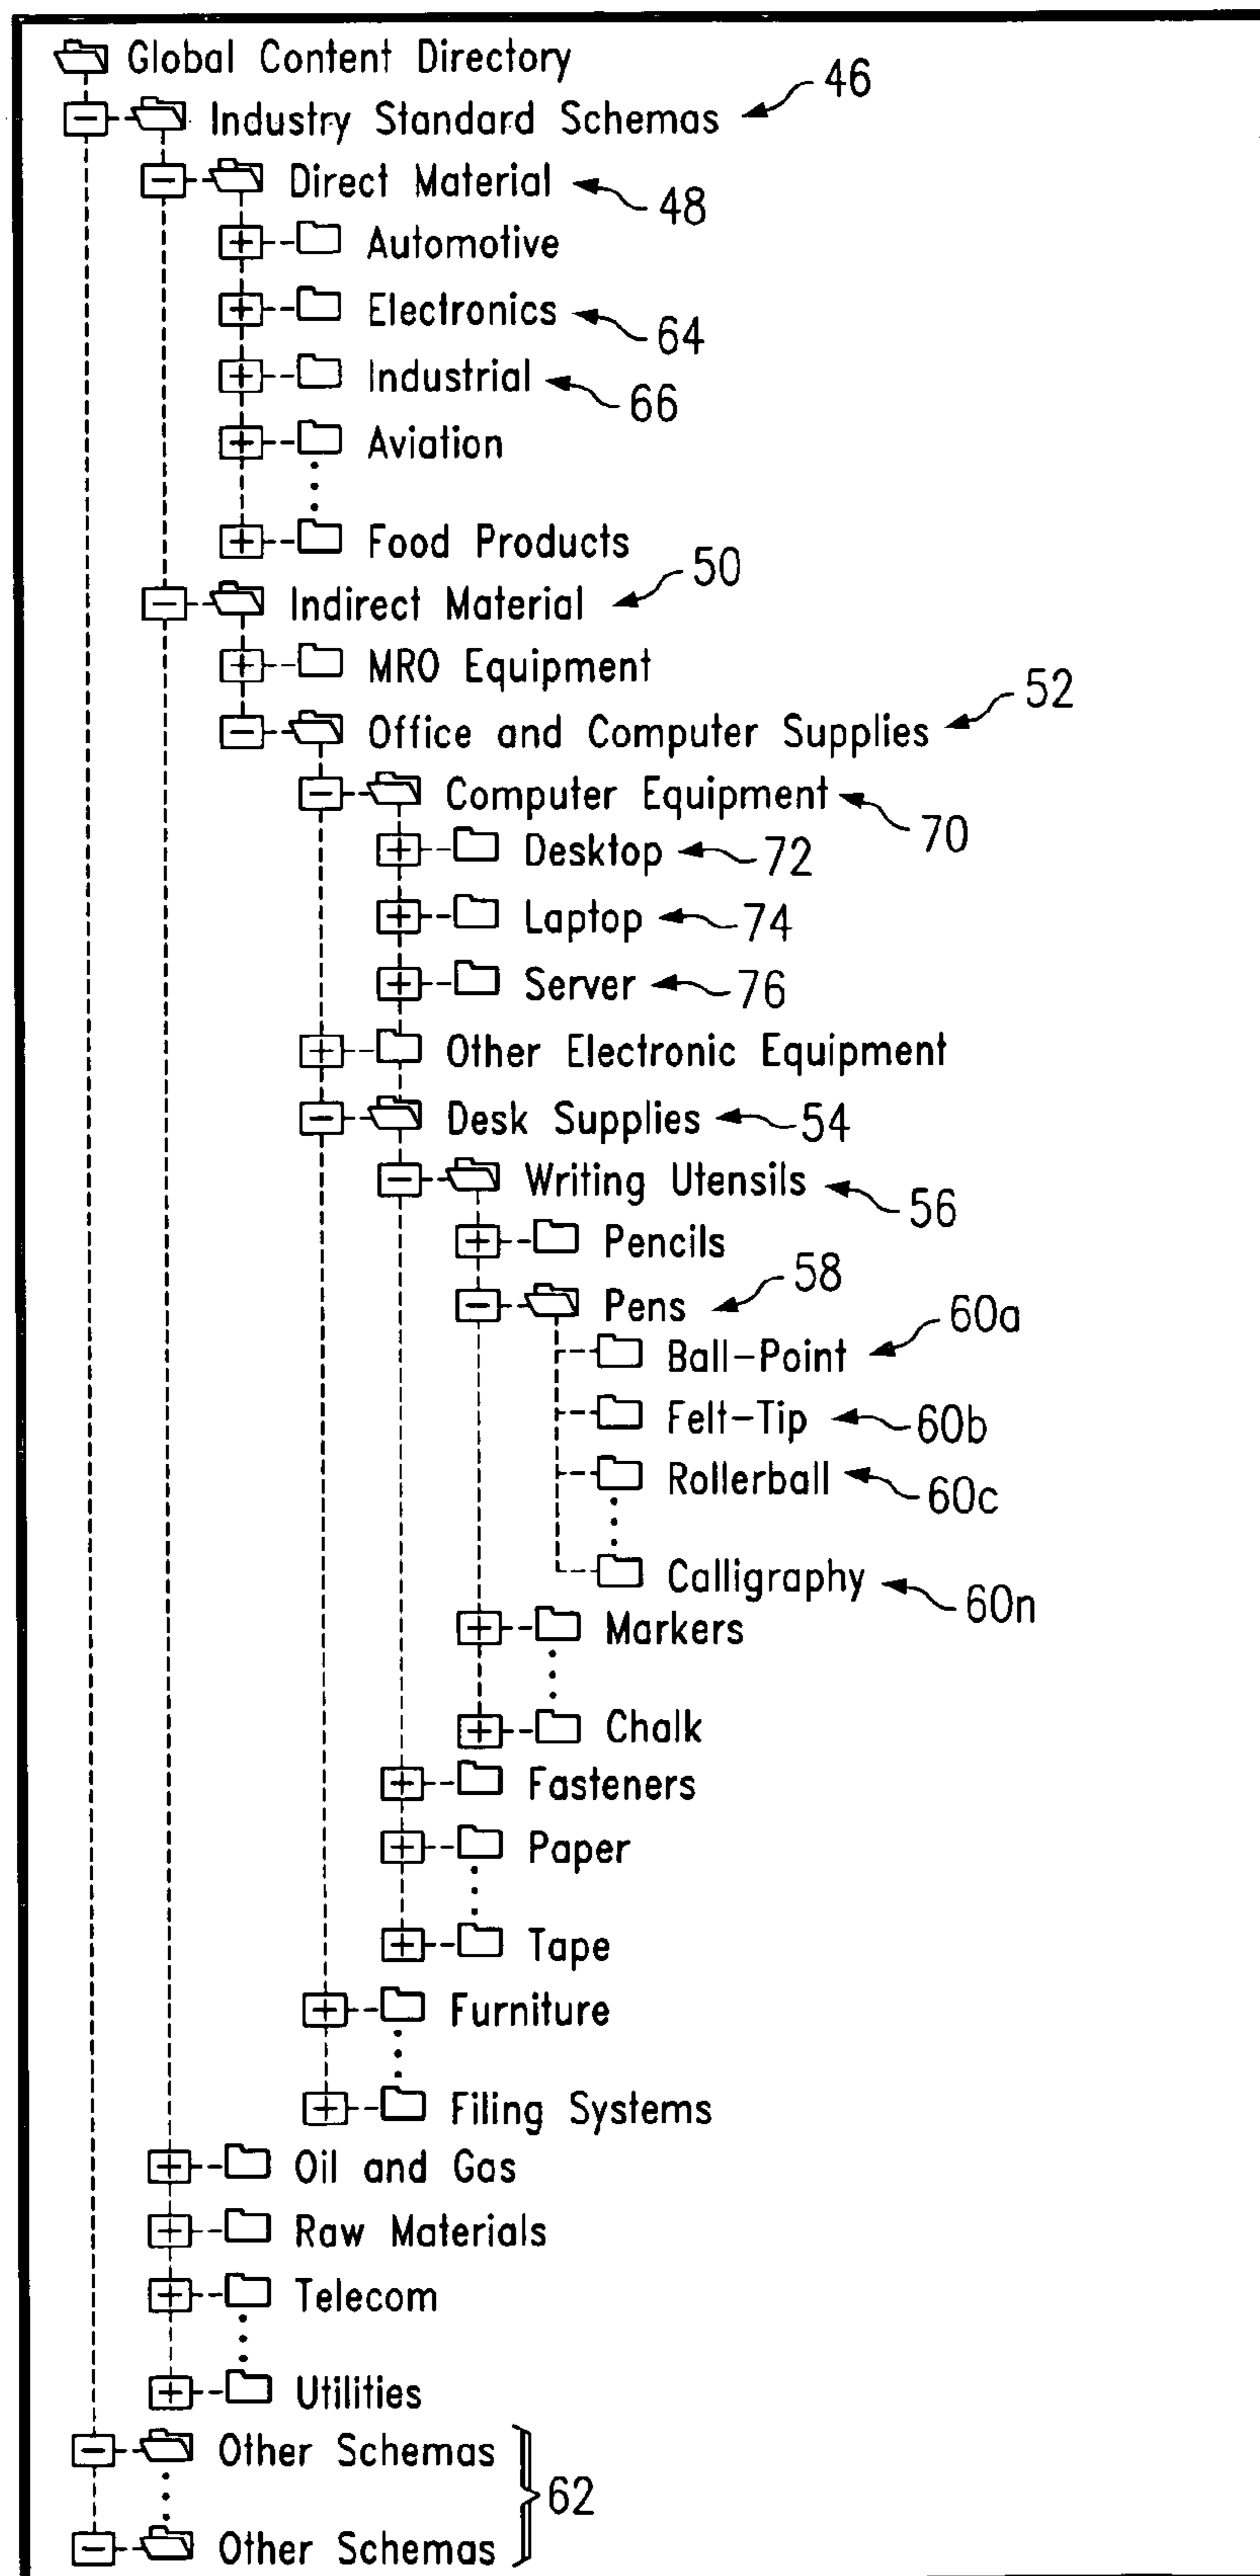 Global Content Directory
Industry Standard Schemas 46
Direct Material 48
Automotive
Electronics 64
Industrial 66
Aviation
Food Products
Indirect Material 50
MRO Equipment
Office and Computer Supplies 52
Computer Equipment 70
Desktop 72
Laptop 74
Server 76
Other Electronic Equipment
Desk Supplies 54
Writing Utensils 56
Pencils
Pens 58
Ball-Point 60a
Felt-Tip 60b
Rollerball 60c
Calligraphy 60n
Markers
Chalk
Fasteners
Paper
Tape
Furniture
Filing Systems
Oil and Gas
Raw Materials
Telecom
Utilities
Other Schemas
62
Other Schemas